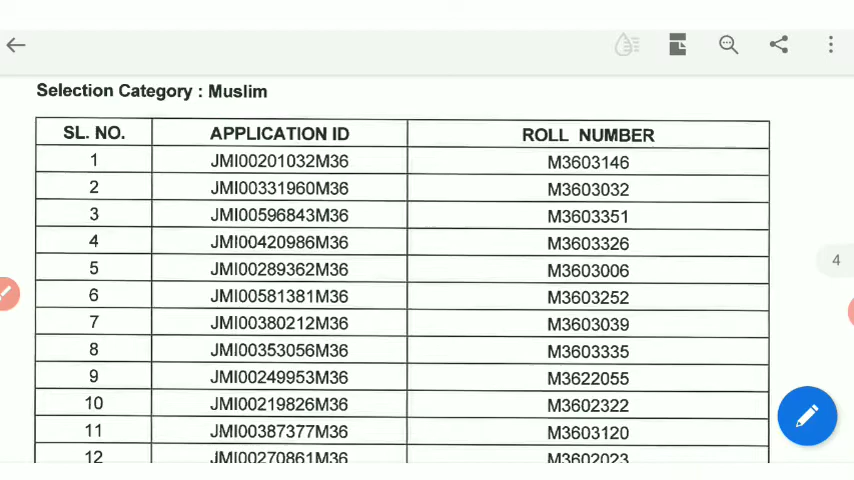 Selection Category : Muslim
SL. NO. APPLICATION ID ROLL NUMBER
1 JMI00201032M36 M3603146
2 JMI00331960M36 M3603032
3 JMI00596843M36 M3603351
4 JMI00420986M36 M3603326
5 JMI00289362M36 M3603006
6 JMI00581381M36 M3603252
7 JMI00380212M36 M3603039
8 JMI00353056M36 M3603335
9 JMI00249953M36 M3622055
10 JMI00219826M36 M3602322
11 JMI00387377M36 M3603120
12 JMI00270861M36 M3602023
4